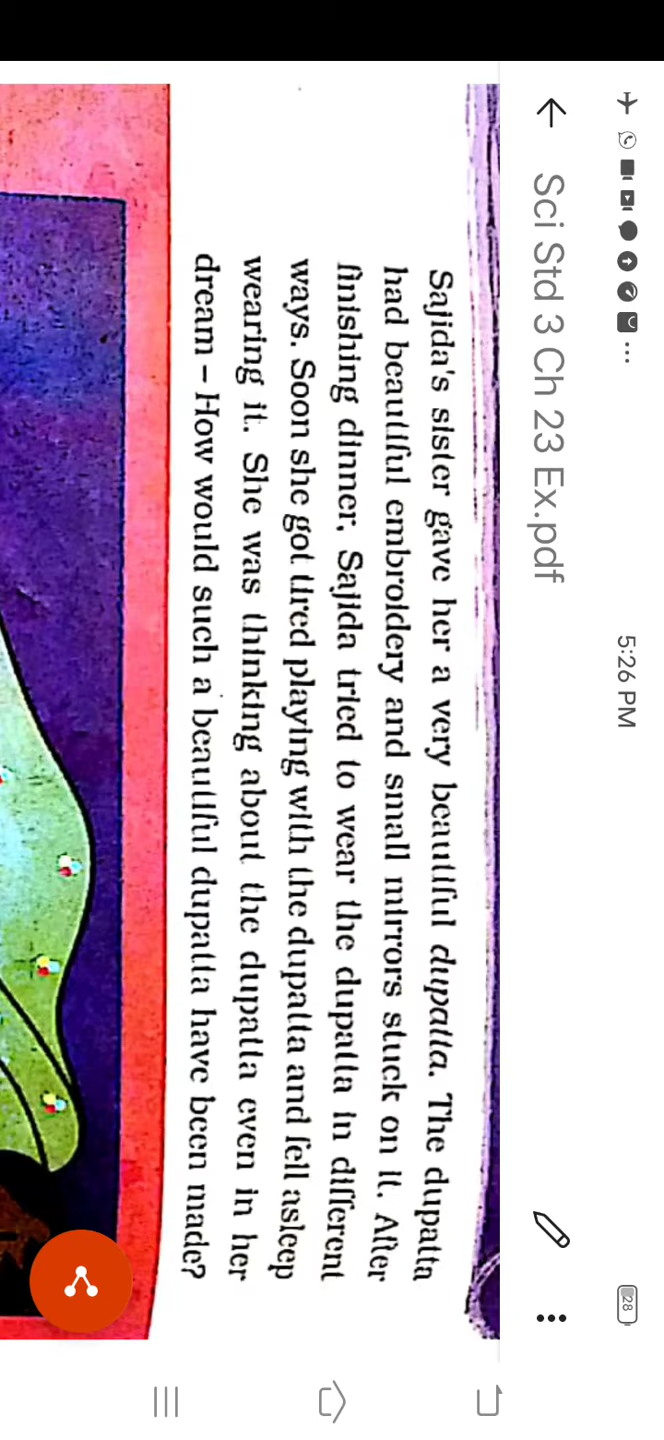 5:26 PM
28
Sci Std 3 Ch 23 Ex.pdf
Sajida's sister gave her a very beautiful dupatta. The dupatta
had beautiful embroidery and small mirrors stuck on it. After
finishing dinner, Sajida tried to wear the dupatta in different
ways. Soon she got tired playing with the dupatta and fell asleep
wearing it. She was thinking about the dupatta even in her
dream – How would such a beautiful dupatta have been made?